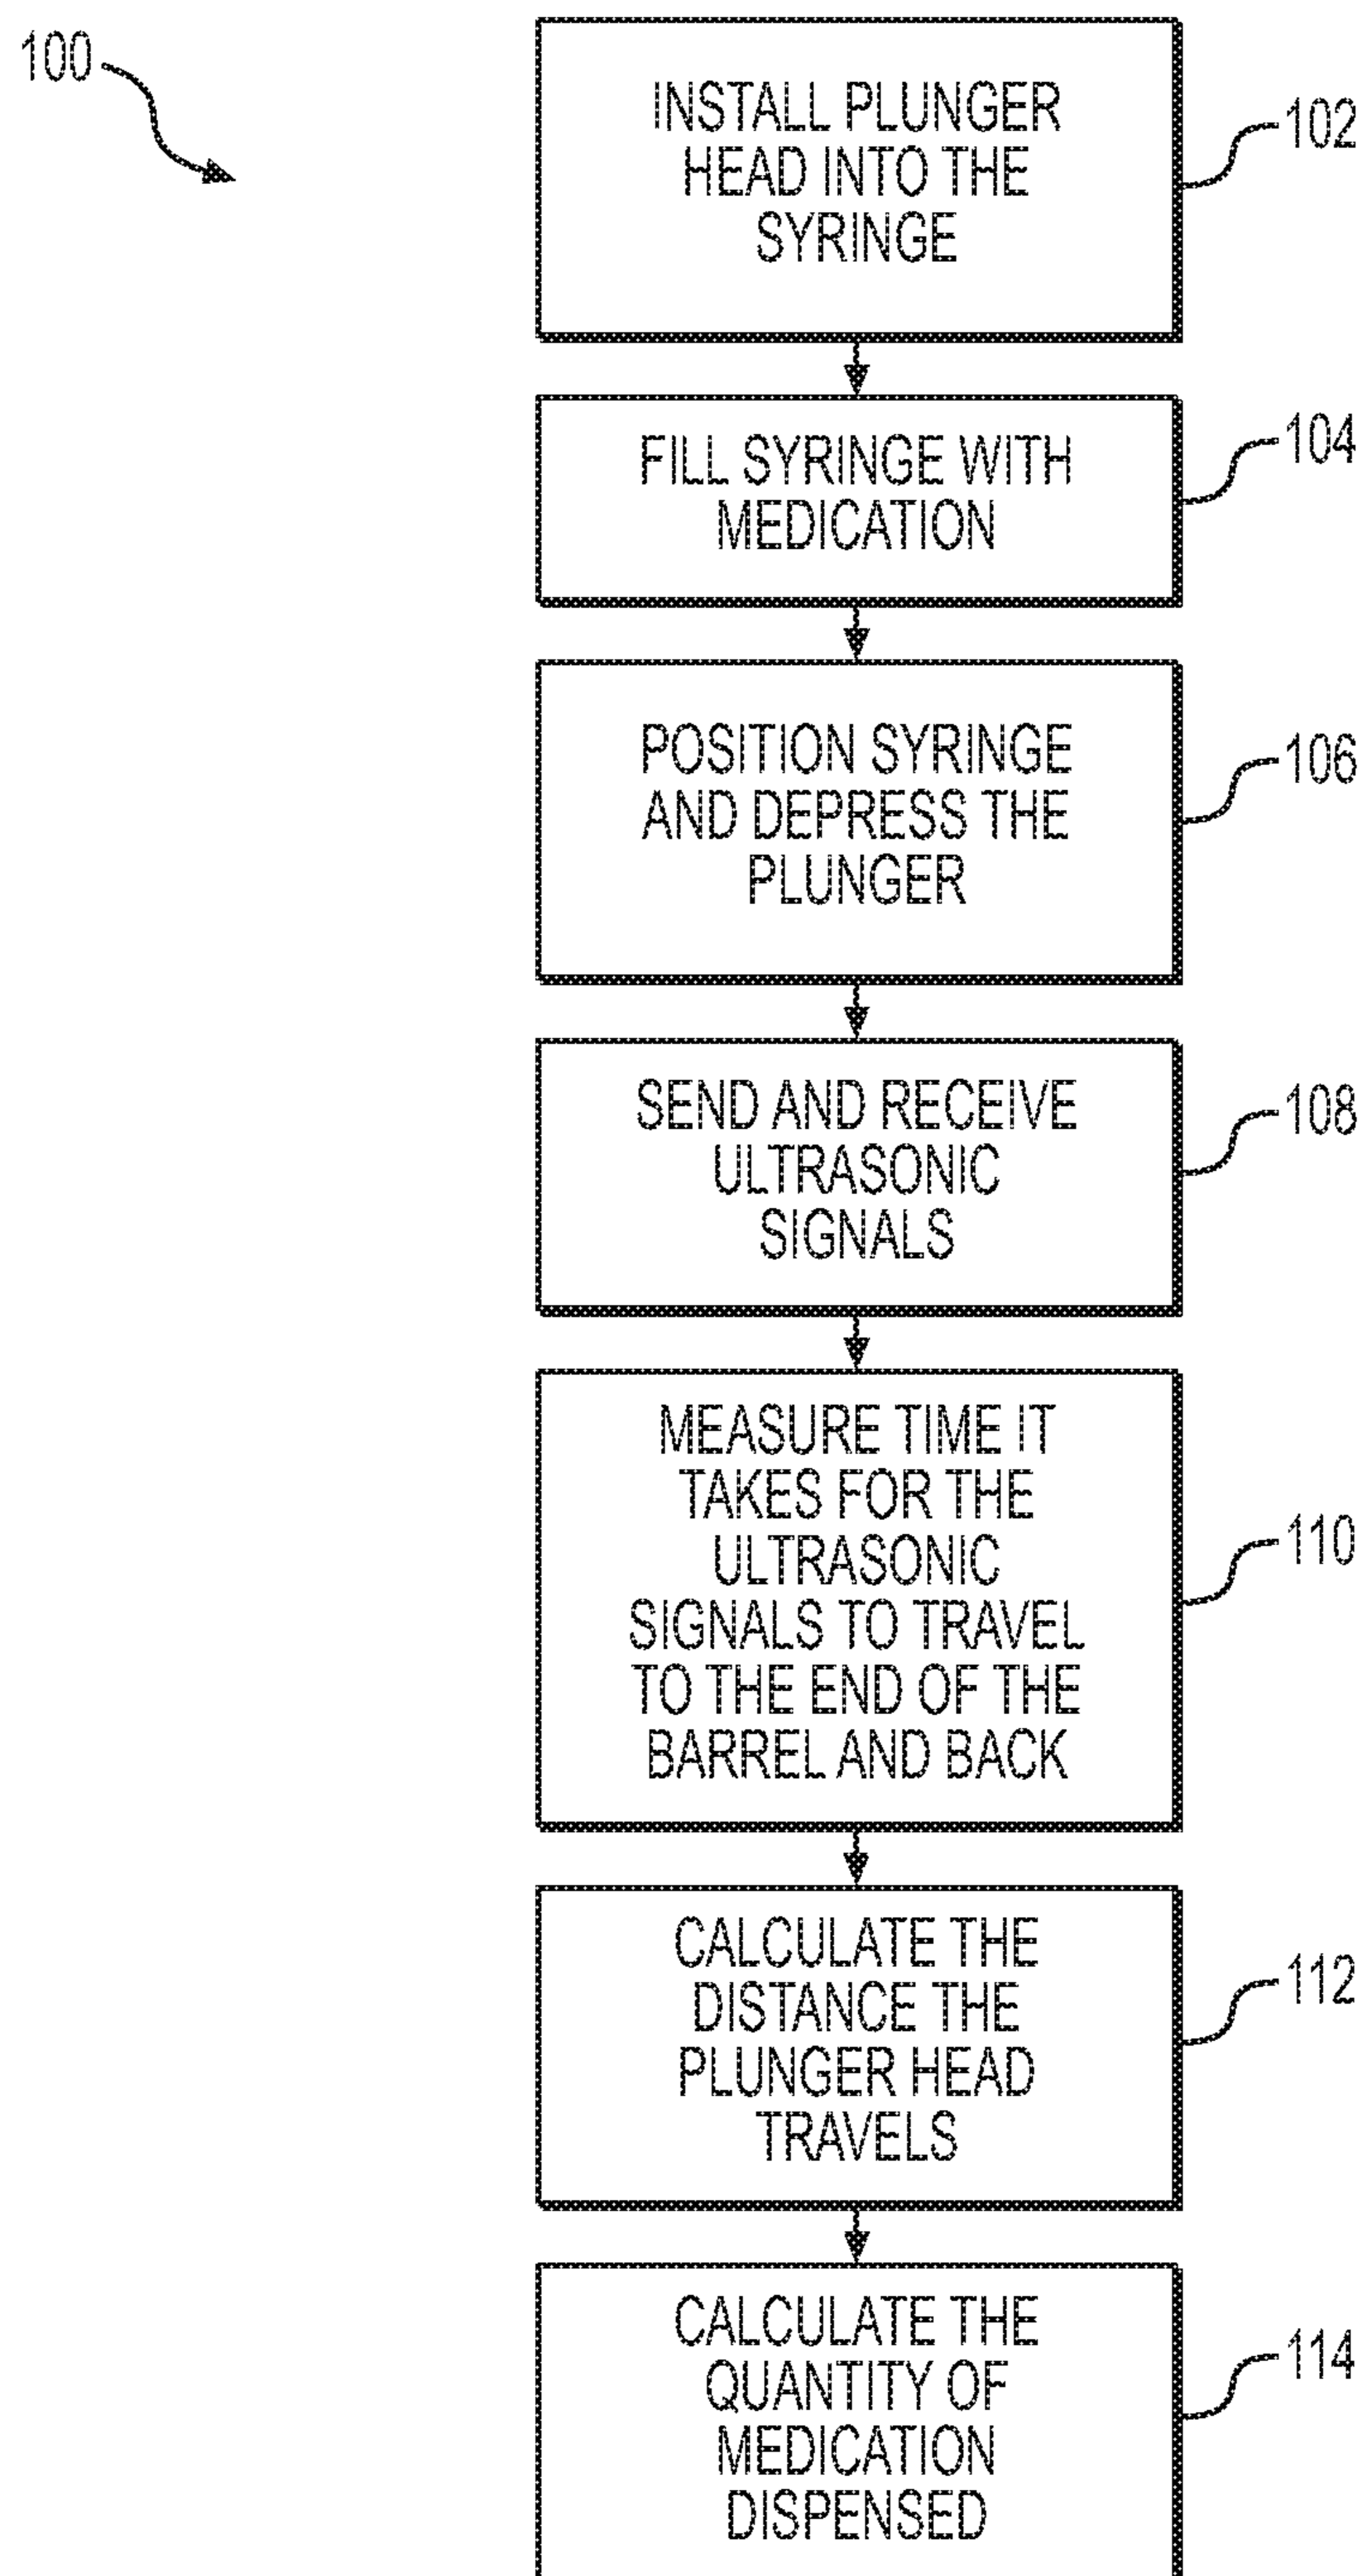 100
INSTALL PLUNGER
HEAD INTO THE
SYRINGE
102
FILL SYRINGE WITH
MEDICATION
104
POSITION SYRINGE
AND DEPRESS THE
PLUNGER
106
SEND AND RECEIVE
ULTRASONIC
SIGNALS
108
MEASURE TIME IT
TAKES FOR THE
ULTRASONIC
SIGNALS TO TRAVEL
TO THE END OF THE
BARREL AND BACK
110
CALCULATE THE
DISTANCE THE
PLUNGER HEAD
TRAVELS
112
CALCULATE THE
QUANTITY OF
MEDICATION
DISPENSED
114